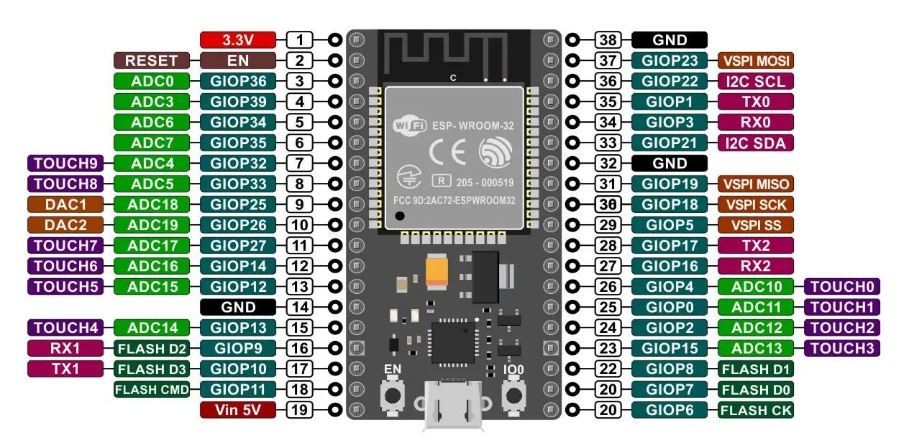 3.3V 1 38 GND
RESET EN 2 37 GIOP23 VSPI MOSI
ADC0 GIOP36 3 36 GIOP22 I2C SCL
ADC3 GIOP39 4 35 GIOP1 TX0
ADC6 GIOP34 5 34 GIOP3 RX0
ADC7 GIOP35 6 33 GIOP21 I2C SDA
TOUCH9 ADC4 GIOP32 7 32 GND
TOUCH8 ADC5 GIOP33 8 31 GIOP19 VSPI MISO
DAC1 ADC18 GIOP25 9 30 GIOP18 VSPI SCK
DAC2 ADC19 GIOP26 10 29 GIOP5 VSPI SS
TOUCH7 ADC17 GIOP27 11 28 GIOP17 TX2
TOUCH6 ADC16 GIOP14 12 27 GIOP16 RX2
TOUCH5 ADC15 GIOP12 13 26 GIOP4 ADC10 TOUCH0
GND 14 25 GIOP0 ADC11 TOUCH1
TOUCH4 ADC14 GIOP13 15 24 GIOP2 ADC12 TOUCH2
RX1 FLASH D2 GIOP9 16 23 GIOP15 ADC13 TOUCH3
TX1 FLASH D3 GIOP10 17 22 GIOP8 FLASH D1
FLASH CMD GIOP11 18 20 GIOP7 FLASH D0
Vin 5V 19 20 GIOP6 FLASH CK
C
WiFi ESP-WROOM-32
CE
R 205-000519
FCC 9D:2AC72-ESPWROOM32
EN IO0